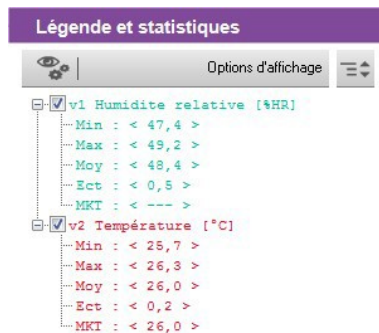 Légende et statistiques
Options d'affichage
v1 Humidite relative [%HR]
Min : < 47,4 >
Max : < 49,2 >
Moy : < 48,4 >
Ect : < 0,5 >
MKT : < --- >
v2 Température [°C]
Min : < 25,7 >
Max : < 26,3 >
Moy : < 26,0 >
Ect : < 0,2 >
MKT : < 26,0 >